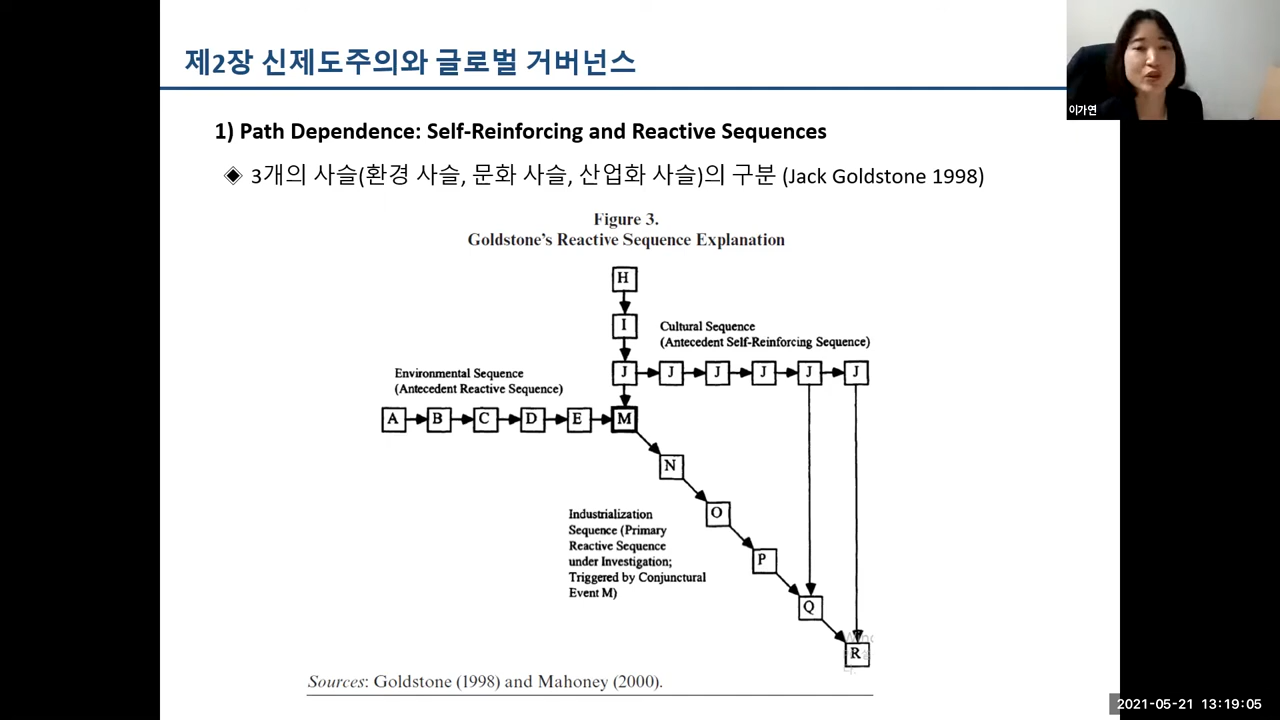 제2장 신제도주의와 글로벌 거버넌스
이가연
1) Path Dependence: Self-Reinforcing and Reactive Sequences
◈ 3개의 사슬(환경 사슬, 문화 사슬, 산업화 사슬)의 구분 (Jack Goldstone 1998)
Figure 3.
Goldstone's Reactive Sequence Explanation
H
I
Cultural Sequence
(Antecedent Self-Reinforcing Sequence)
J J J J J J
Environmental Sequence
(Antecedent Reactive Sequence)
A B C D E M
N
O
Industrialization
Sequence (Primary
Reactive Sequence
under Investigation;
Triggered by Conjunctural
Event M)
P
Q
R
Sources: Goldstone (1998) and Mahoney (2000).
2021-05-21 13:19:05